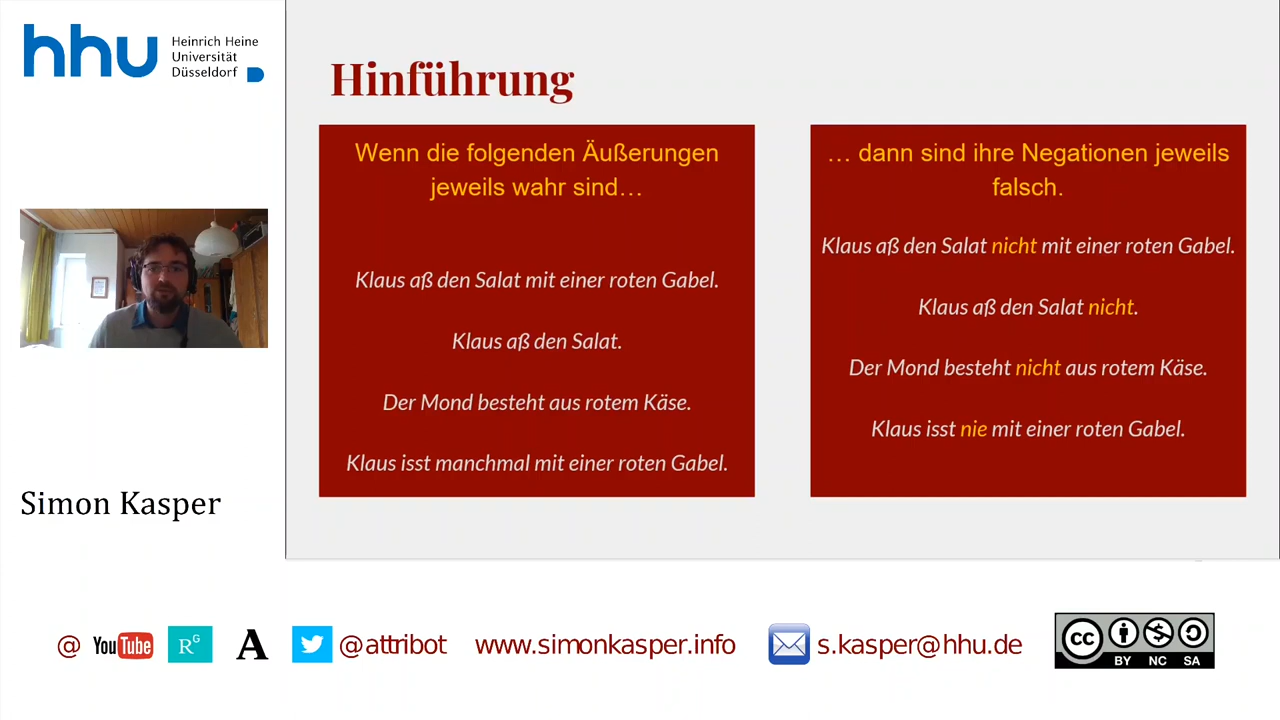 hhu Heinrich Heine
Universität
Düsseldorf
Hinführung
Wenn die folgenden Äußerungen
jeweils wahr sind…
Klaus aß den Salat mit einer roten Gabel.
Klaus aß den Salat.
Der Mond besteht aus rotem Käse.
Klaus isst manchmal mit einer roten Gabel.
… dann sind ihre Negationen jeweils
falsch.
Klaus aß den Salat nicht mit einer roten Gabel.
Klaus aß den Salat nicht.
Der Mond besteht nicht aus rotem Käse.
Klaus isst nie mit einer roten Gabel.
Simon Kasper
@ YouTube RG A @attribot www.simonkasper.info s.kasper@hhu.de cc
BY NC SA